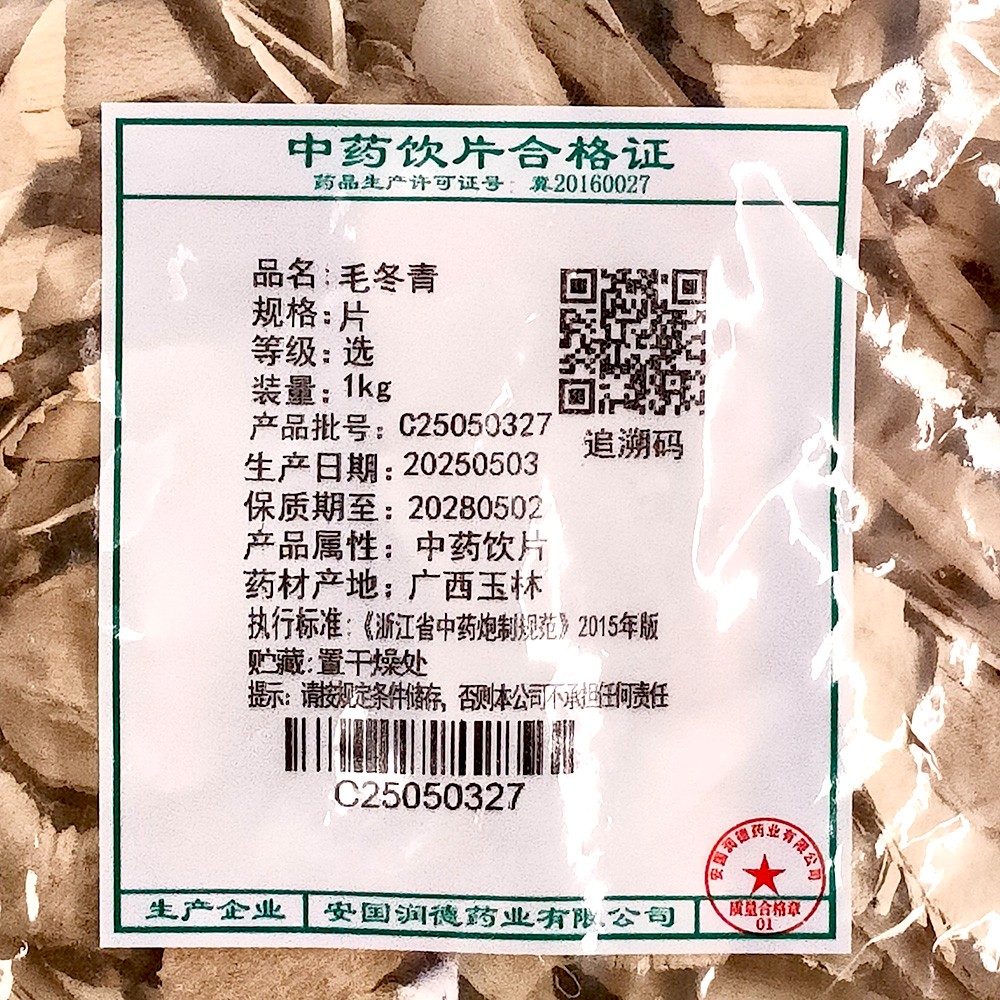 中药饮片合格证
药品生产许可证号：冀20160027
品名：毛冬青
规格：片
等级：选
装量：1kg
产品批号：C25050327
生产日期：20250503
保质期至：20280502
产品属性：中药饮片
药材产地：广西玉林
执行标准：《浙江省中药炮制规范》2015年版
贮藏：置干燥处
提示：请按规定条件储存，否则本公司不承担任何责任
追溯码
C25050327
生产企业 安国润德药业有限公司
安国润德药业有限公司
质量合格章
01